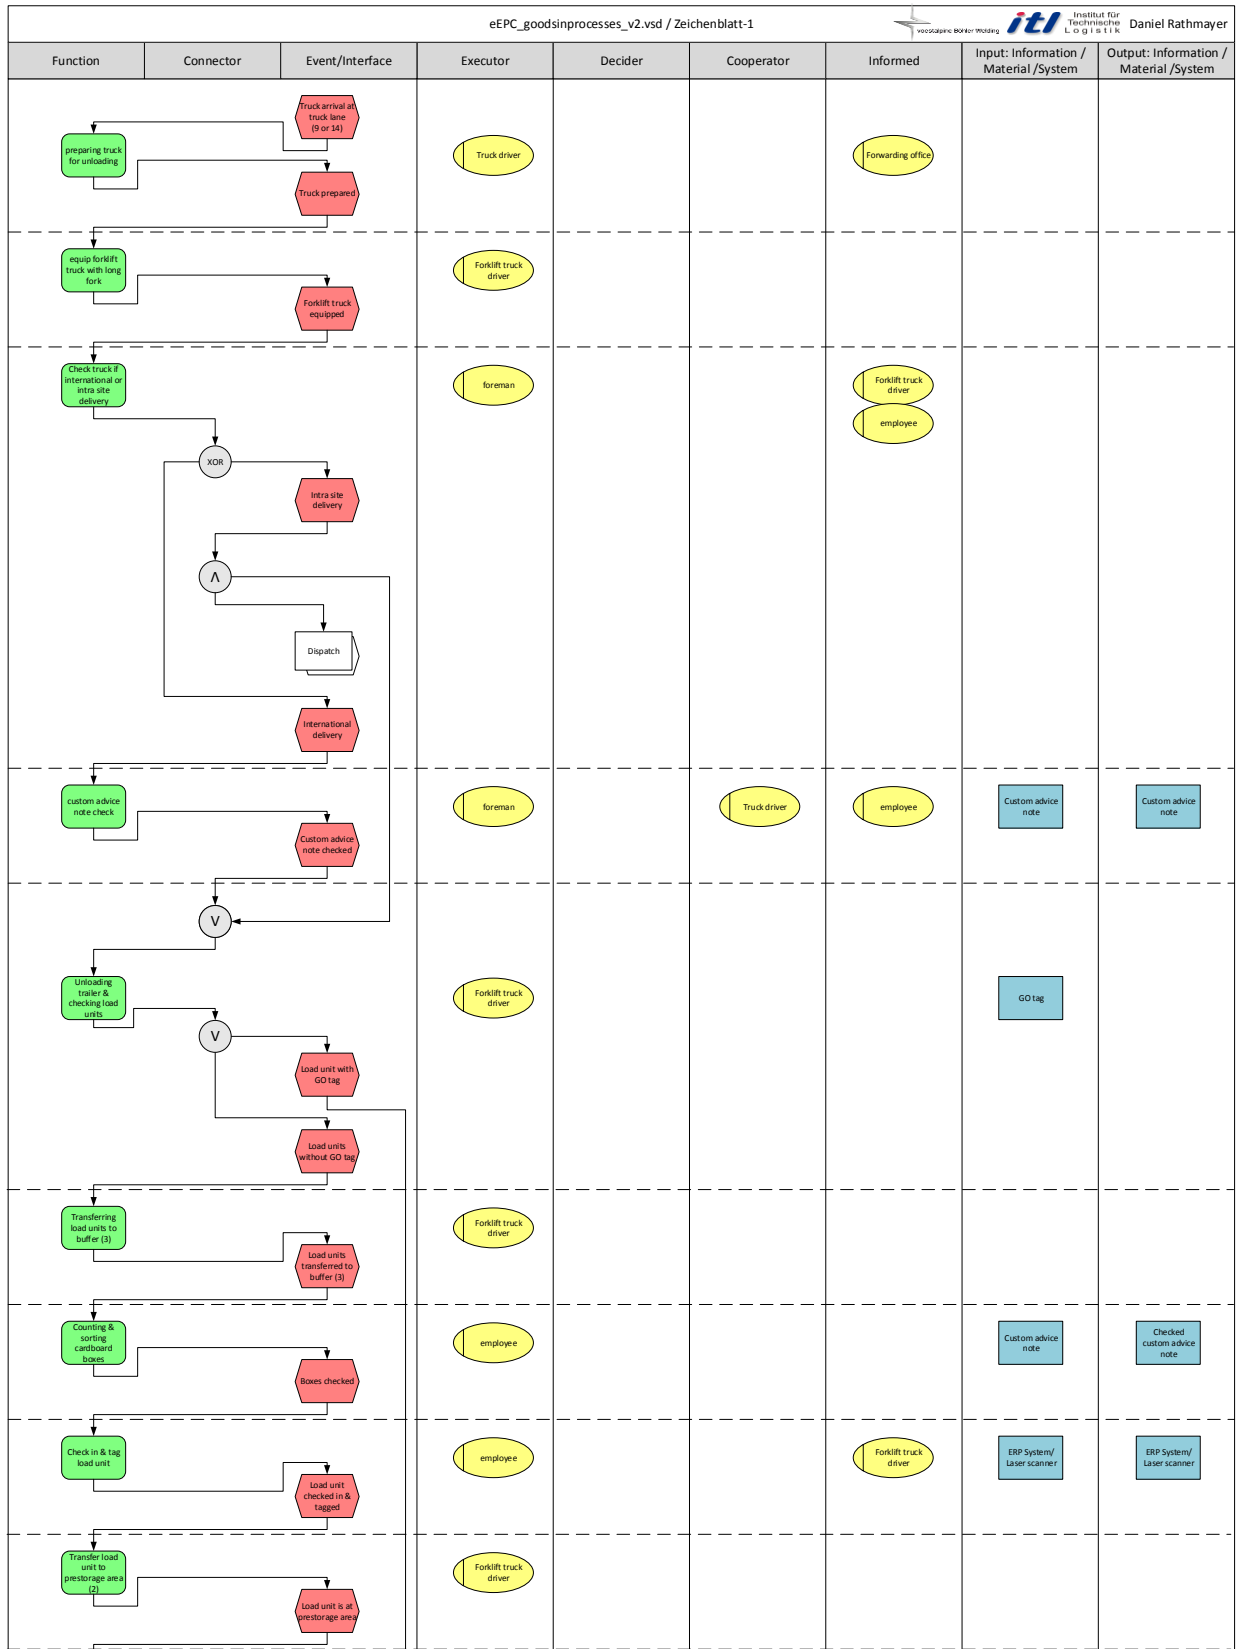 eEPC_goodsinprocesses_v2.vsd / Zeichenblatt-1
voestalpine Böhler Welding
itl
Institut für
Technische
Logistik
Daniel Rathmayer
Function
Connector
Event/Interface
Executor
Decider
Cooperator
Informed
Input: Information /
Material /System
Output: Information /
Material /System
Truck arrival at
truck lane
(9 or 14)
preparing truck
for unloading
Truck driver
Forwarding office
Truck prepared
equip forklift
truck with long
fork
Forklift truck
driver
Forklift truck
equipped
Check truck if
international or
intra site
delivery
foreman
Forklift truck
driver
employee
XOR
Intra site
delivery
Λ
Dispatch
International
delivery
custom advice
note check
foreman
Truck driver
employee
Custom advice
note
Custom advice
note
Custom advice
note checked
V
Unloading
trailer &
checking load
units
Forklift truck
driver
GO tag
V
Load unit with
GO tag
Load units
without GO tag
Transferring
load units to
buffer (3)
Forklift truck
driver
Load units
transferred to
buffer (3)
Counting &
sorting
cardboard
boxes
employee
Custom advice
note
Checked
custom advice
note
Boxes checked
Check in & tag
load unit
employee
Forklift truck
driver
ERP System/
Laser scanner
ERP System/
Laser scanner
Load unit
checked in &
tagged
Transfer load
unit to
prestorage area
(2)
Forklift truck
driver
Load unit is at
prestorage area